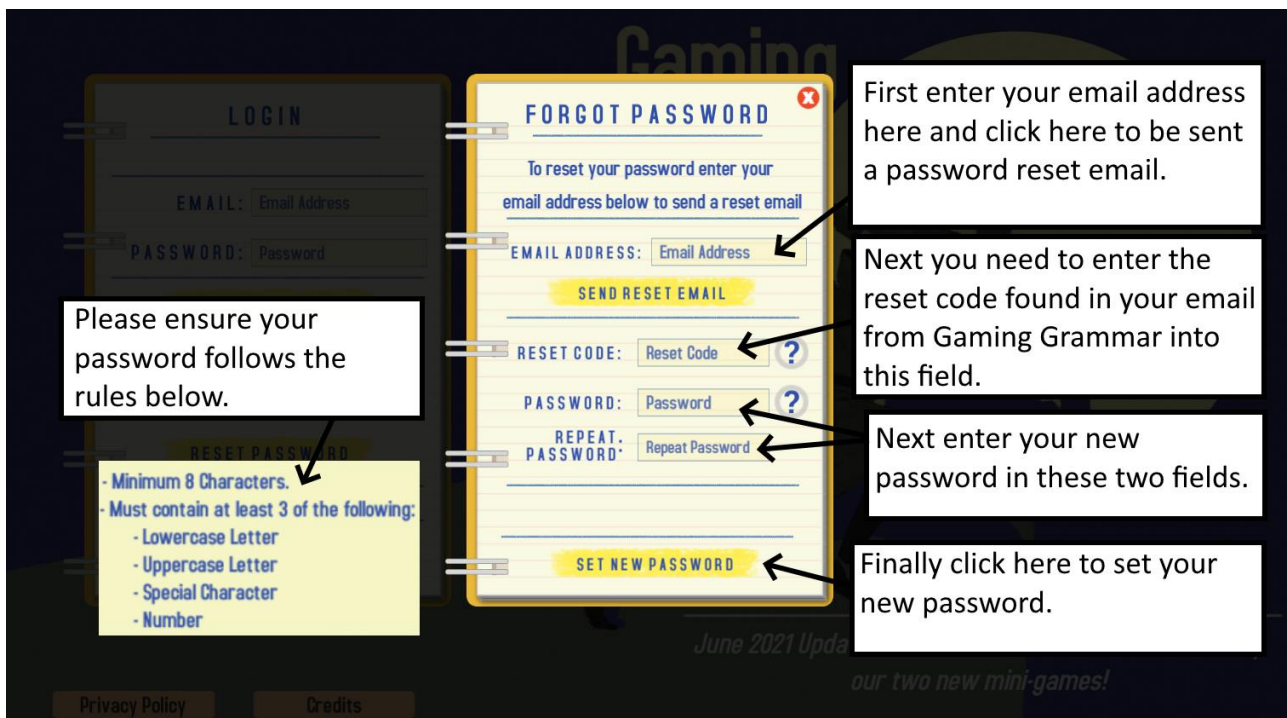 Gaming
LOGIN
EMAIL: Email Address
PASSWORD: Password
RESET PASSWORD
Please ensure your
password follows the
rules below.
- Minimum 8 Characters.
- Must contain at least 3 of the following:
- Lowercase Letter
- Uppercase Letter
- Special Character
- Number
Privacy Policy
Credits
X
FORGOT PASSWORD
To reset your password enter your
email address below to send a reset email
EMAIL ADDRESS: Email Address
SEND RESET EMAIL
RESET CODE: Reset Code ?
PASSWORD: Password ?
REPEAT.
PASSWORD: Repeat Password
SET NEW PASSWORD
First enter your email address
here and click here to be sent
a password reset email.
Next you need to enter the
reset code found in your email
from Gaming Grammar into
this field.
Next enter your new
password in these two fields.
Finally click here to set your
new password.
June 2021
our two new mini-games!